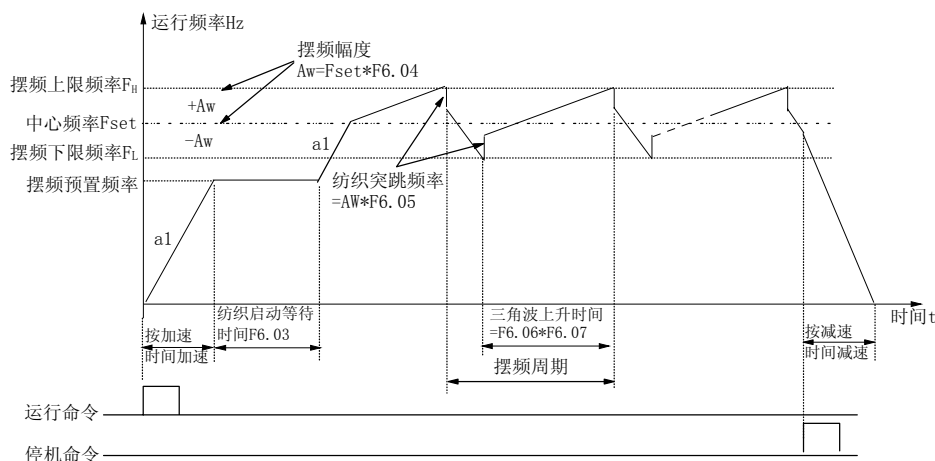 运行频率Hz
摆频幅度
Aw=Fset*F6.04
摆频上限频率FH
+Aw
中心频率Fset
-Aw
摆频下限频率FL
a1
摆频预置频率
纺织突跳频率
=AW*F6.05
a1
纺织启动等待
时间F6.03
三角波上升时间
=F6.06*F6.07
时间t
按加速
时间加速
按减速
时间减速
摆频周期
运行命令
停机命令